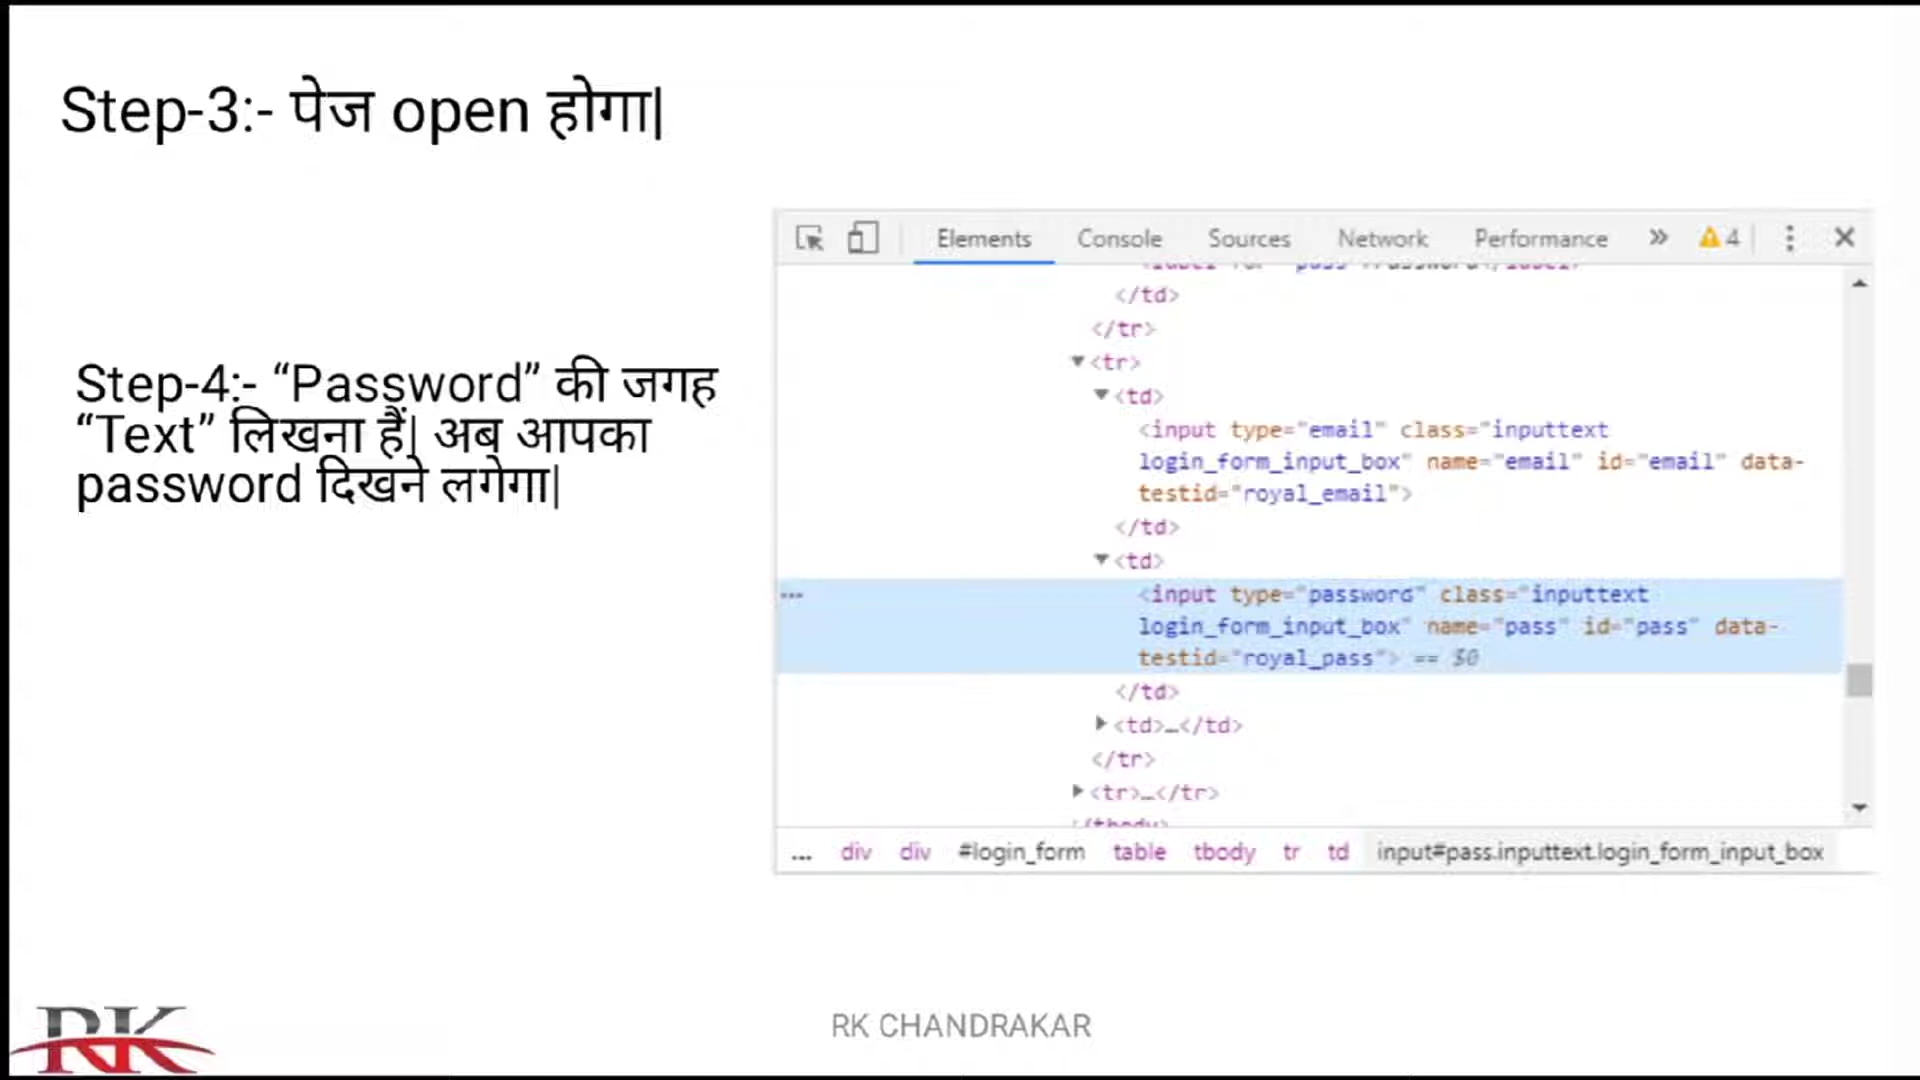 Step-3:- पेज open होगा|
Step-4:- “Password” की जगह
“Text” लिखना हैं| अब आपका
password दिखने लगेगा|
Elements Console Sources Network Performance » 4
</td>
</tr>
<tr>
<td>
<input type="email" class="inputtext
login_form_input_box" name="email" id="email" data-
testid="royal_email">
</td>
<td>
<input type="password" class="inputtext
login_form_input_box" name="pass" id="pass" data-
testid="royal_pass"> == $0
</td>
<td>…</td>
</tr>
<tr>…</tr>
</tbody>
... div div #login_form table tbody tr td input#pass.inputtext.login_form_input_box
RK
RK CHANDRAKAR